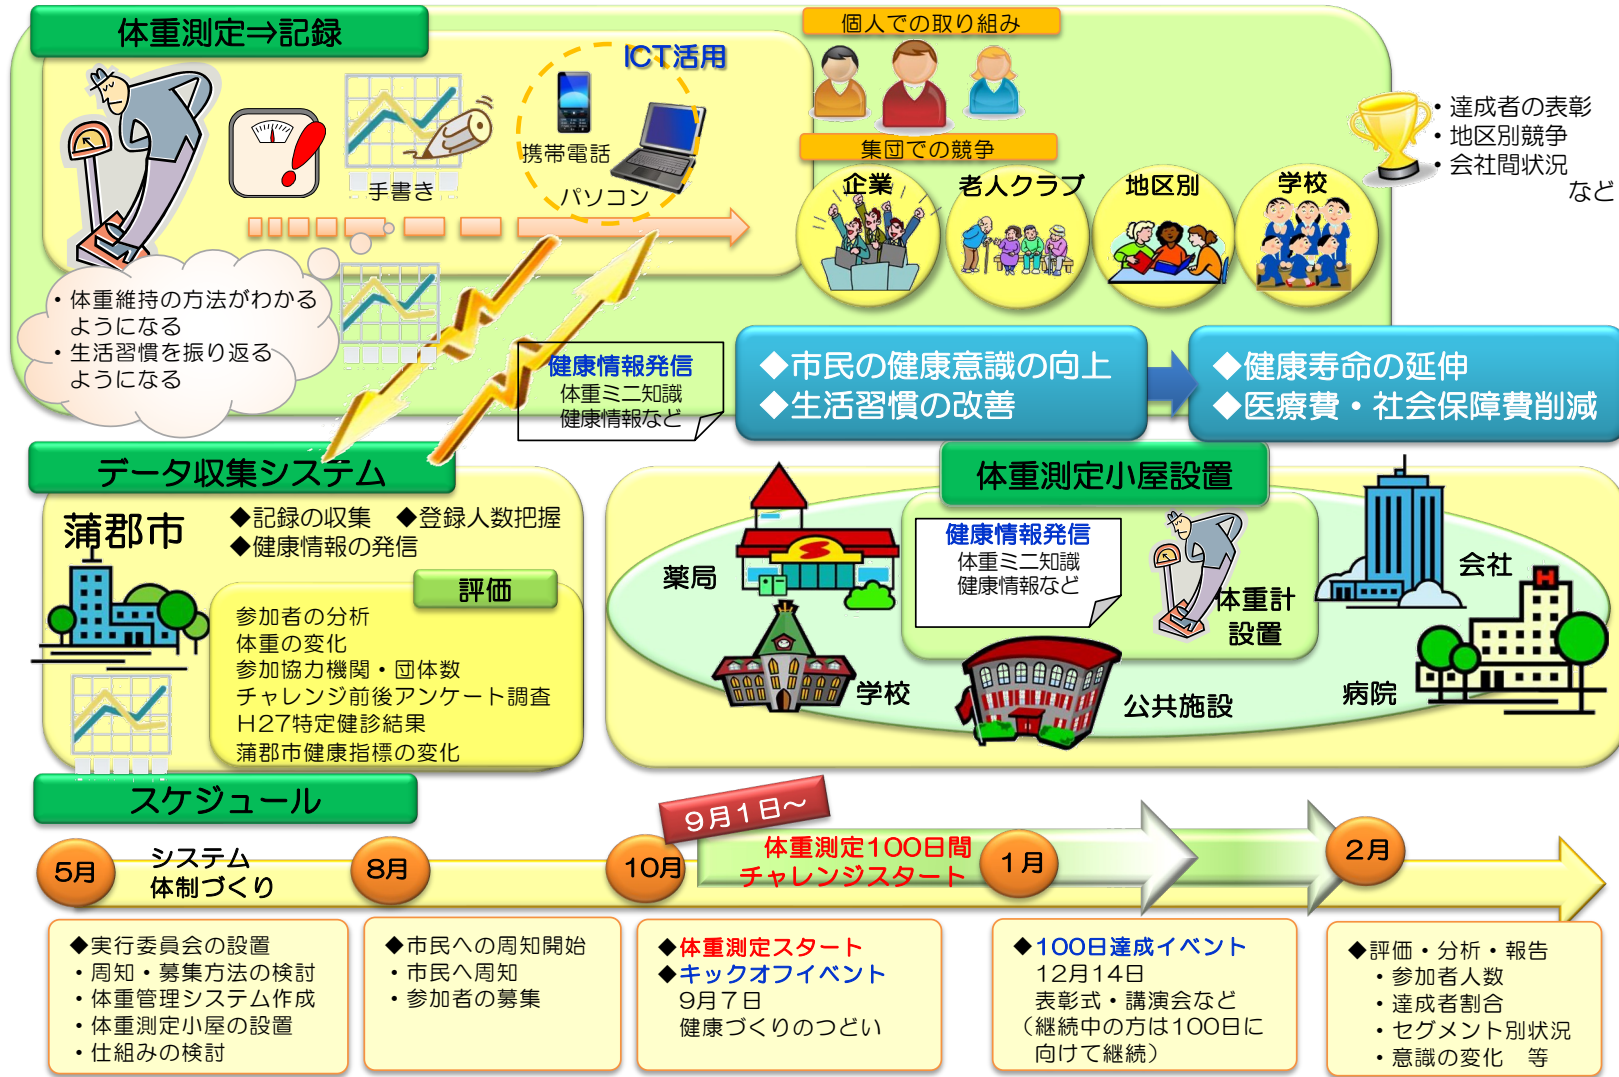 体重測定⇒記録
ICT活用
携帯電話
パソコン
手書き
個人での取り組み
集団での競争
企業
老人クラブ
地区別
学校
・達成者の表彰
・地区別競争
・会社間状況
など
・体重維持の方法がわかる
ようになる
・生活習慣を振り返る
ようになる
健康情報発信
体重ミニ知識
健康情報など
◆市民の健康意識の向上
◆生活習慣の改善
◆健康寿命の延伸
◆医療費・社会保障費削減
データ収集システム
蒲郡市
◆記録の収集　◆登録人数把握
◆健康情報の発信
評価
参加者の分析
体重の変化
参加協力機関・団体数
チャレンジ前後アンケート調査
H27特定健診結果
蒲郡市健康指標の変化
体重測定小屋設置
健康情報発信
体重ミニ知識
健康情報など
体重計
設置
薬局
会社
学校
公共施設
病院
H
スケジュール
9月1日～
体重測定100日間
チャレンジスタート
5月
システム
体制づくり
8月
10月
1月
2月
◆実行委員会の設置
・周知・募集方法の検討
・体重管理システム作成
・体重測定小屋の設置
・仕組みの検討
◆市民への周知開始
・市民へ周知
・参加者の募集
◆体重測定スタート
◆キックオフイベント
9月7日
健康づくりのつどい
◆100日達成イベント
12月14日
表彰式・講演会など
（継続中の方は100日に
向けて継続）
◆評価・分析・報告
・参加者人数
・達成者割合
・セグメント別状況
・意識の変化　等